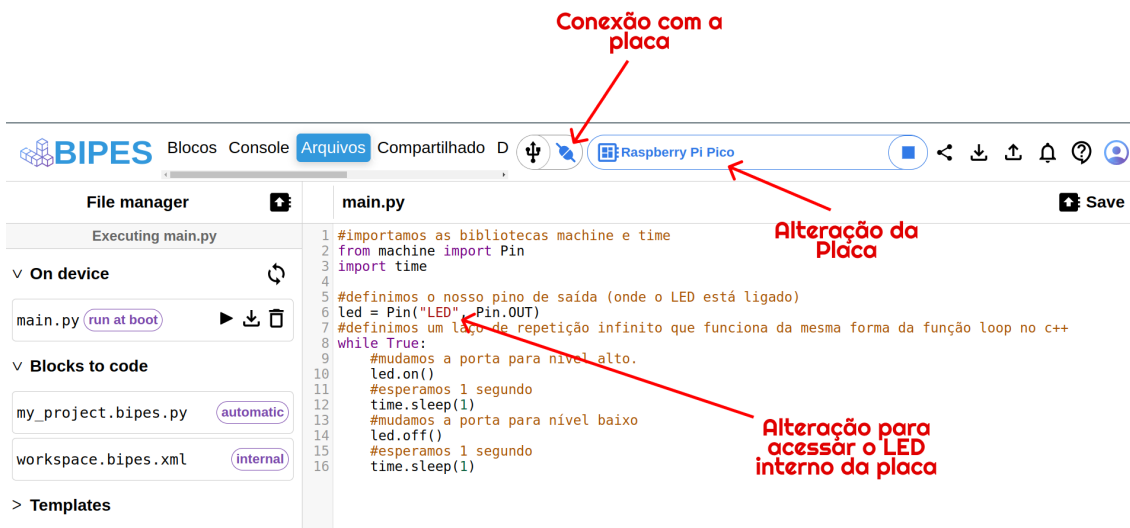 Conexão com a
placa
BIPES Blocos Console Arquivos Compartilhado D Raspberry Pi Pico
File manager
main.py
Save
Executing main.py
On device
main.py run at boot
Blocks to code
my_project.bipes.py automatic
workspace.bipes.xml internal
> Templates
1 #importamos as bibliotecas machine e time
2 from machine import Pin
3 import time
4
5 #definimos o nosso pino de saída (onde o LED está ligado)
6 led = Pin("LED", Pin.OUT)
7 #definimos um laço de repetição infinito que funciona da mesma forma da função loop no c++
8 while True:
9 #mudamos a porta para nível alto.
10 led.on()
11 #esperamos 1 segundo
12 time.sleep(1)
13 #mudamos a porta para nível baixo
14 led.off()
15 #esperamos 1 segundo
16 time.sleep(1)
Alteração da
Placa
Alteração para
acessar o LED
interno da placa